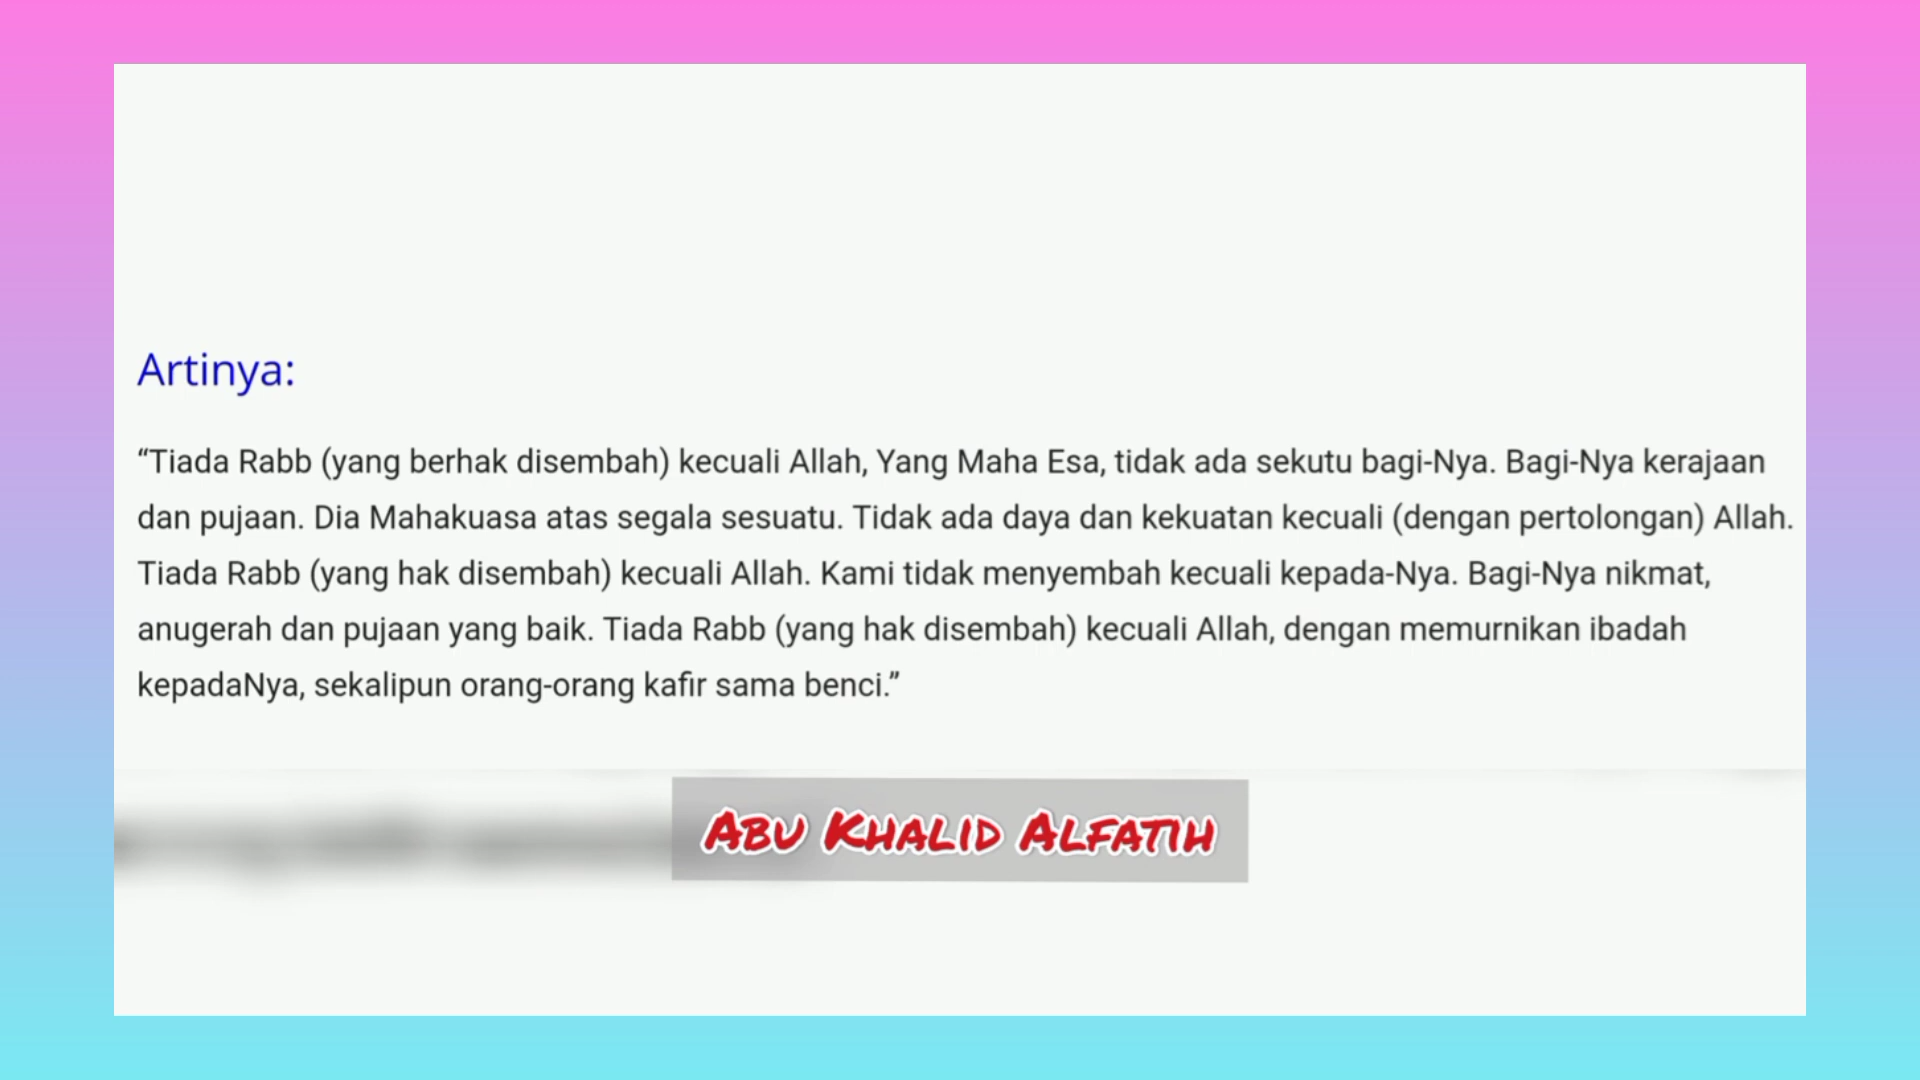 Artinya:
“Tiada Rabb (yang berhak disembah) kecuali Allah, Yang Maha Esa, tidak ada sekutu bagi-Nya. Bagi-Nya kerajaan
dan pujaan. Dia Mahakuasa atas segala sesuatu. Tidak ada daya dan kekuatan kecuali (dengan pertolongan) Allah.
Tiada Rabb (yang hak disembah) kecuali Allah. Kami tidak menyembah kecuali kepada-Nya. Bagi-Nya nikmat,
anugerah dan pujaan yang baik. Tiada Rabb (yang hak disembah) kecuali Allah, dengan memurnikan ibadah
kepadaNya, sekalipun orang-orang kafir sama benci.”
Abu Khalid Alfatih